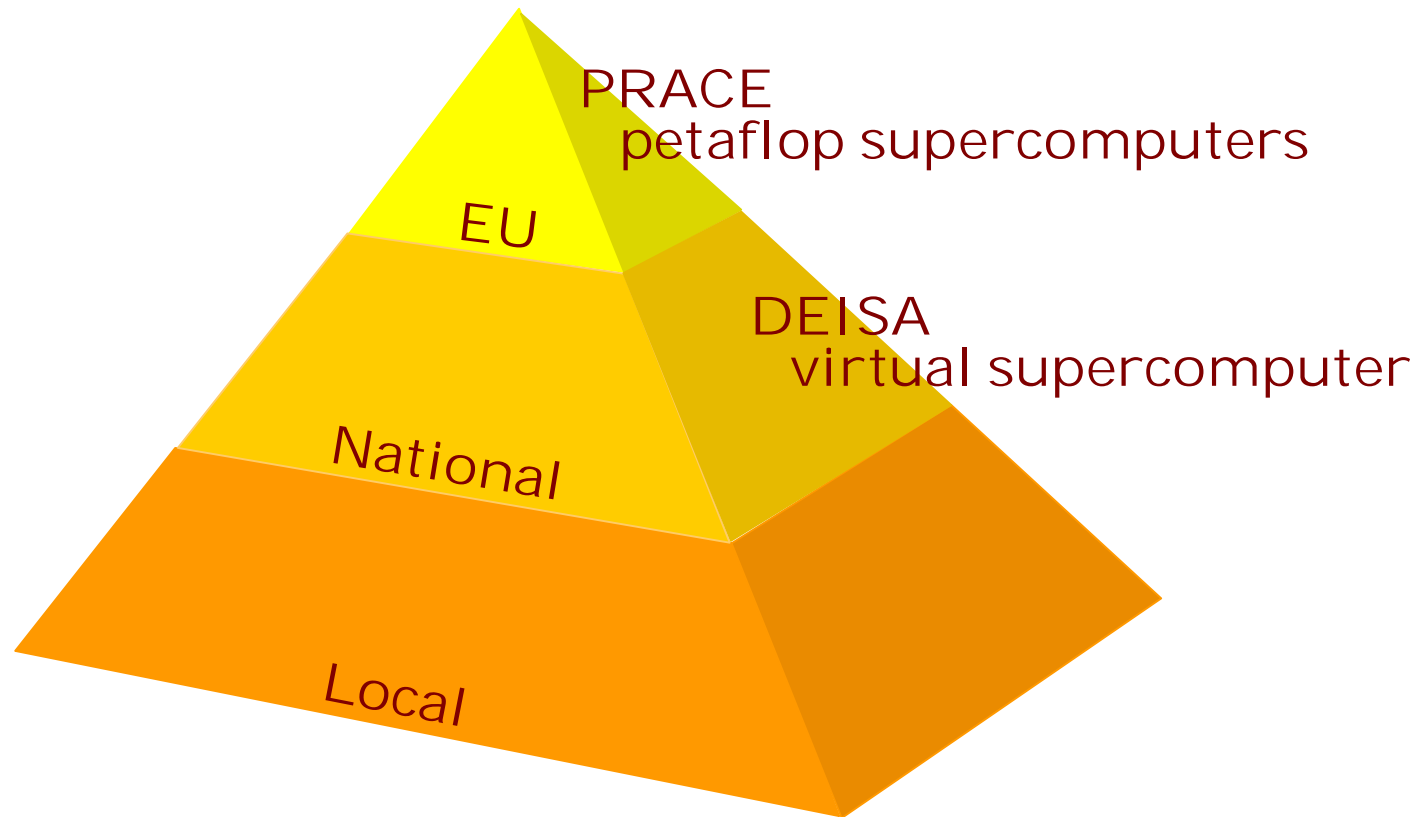 PRACE
petaflop supercomputers
EU
DEISA
virtual supercomputer
National
Local